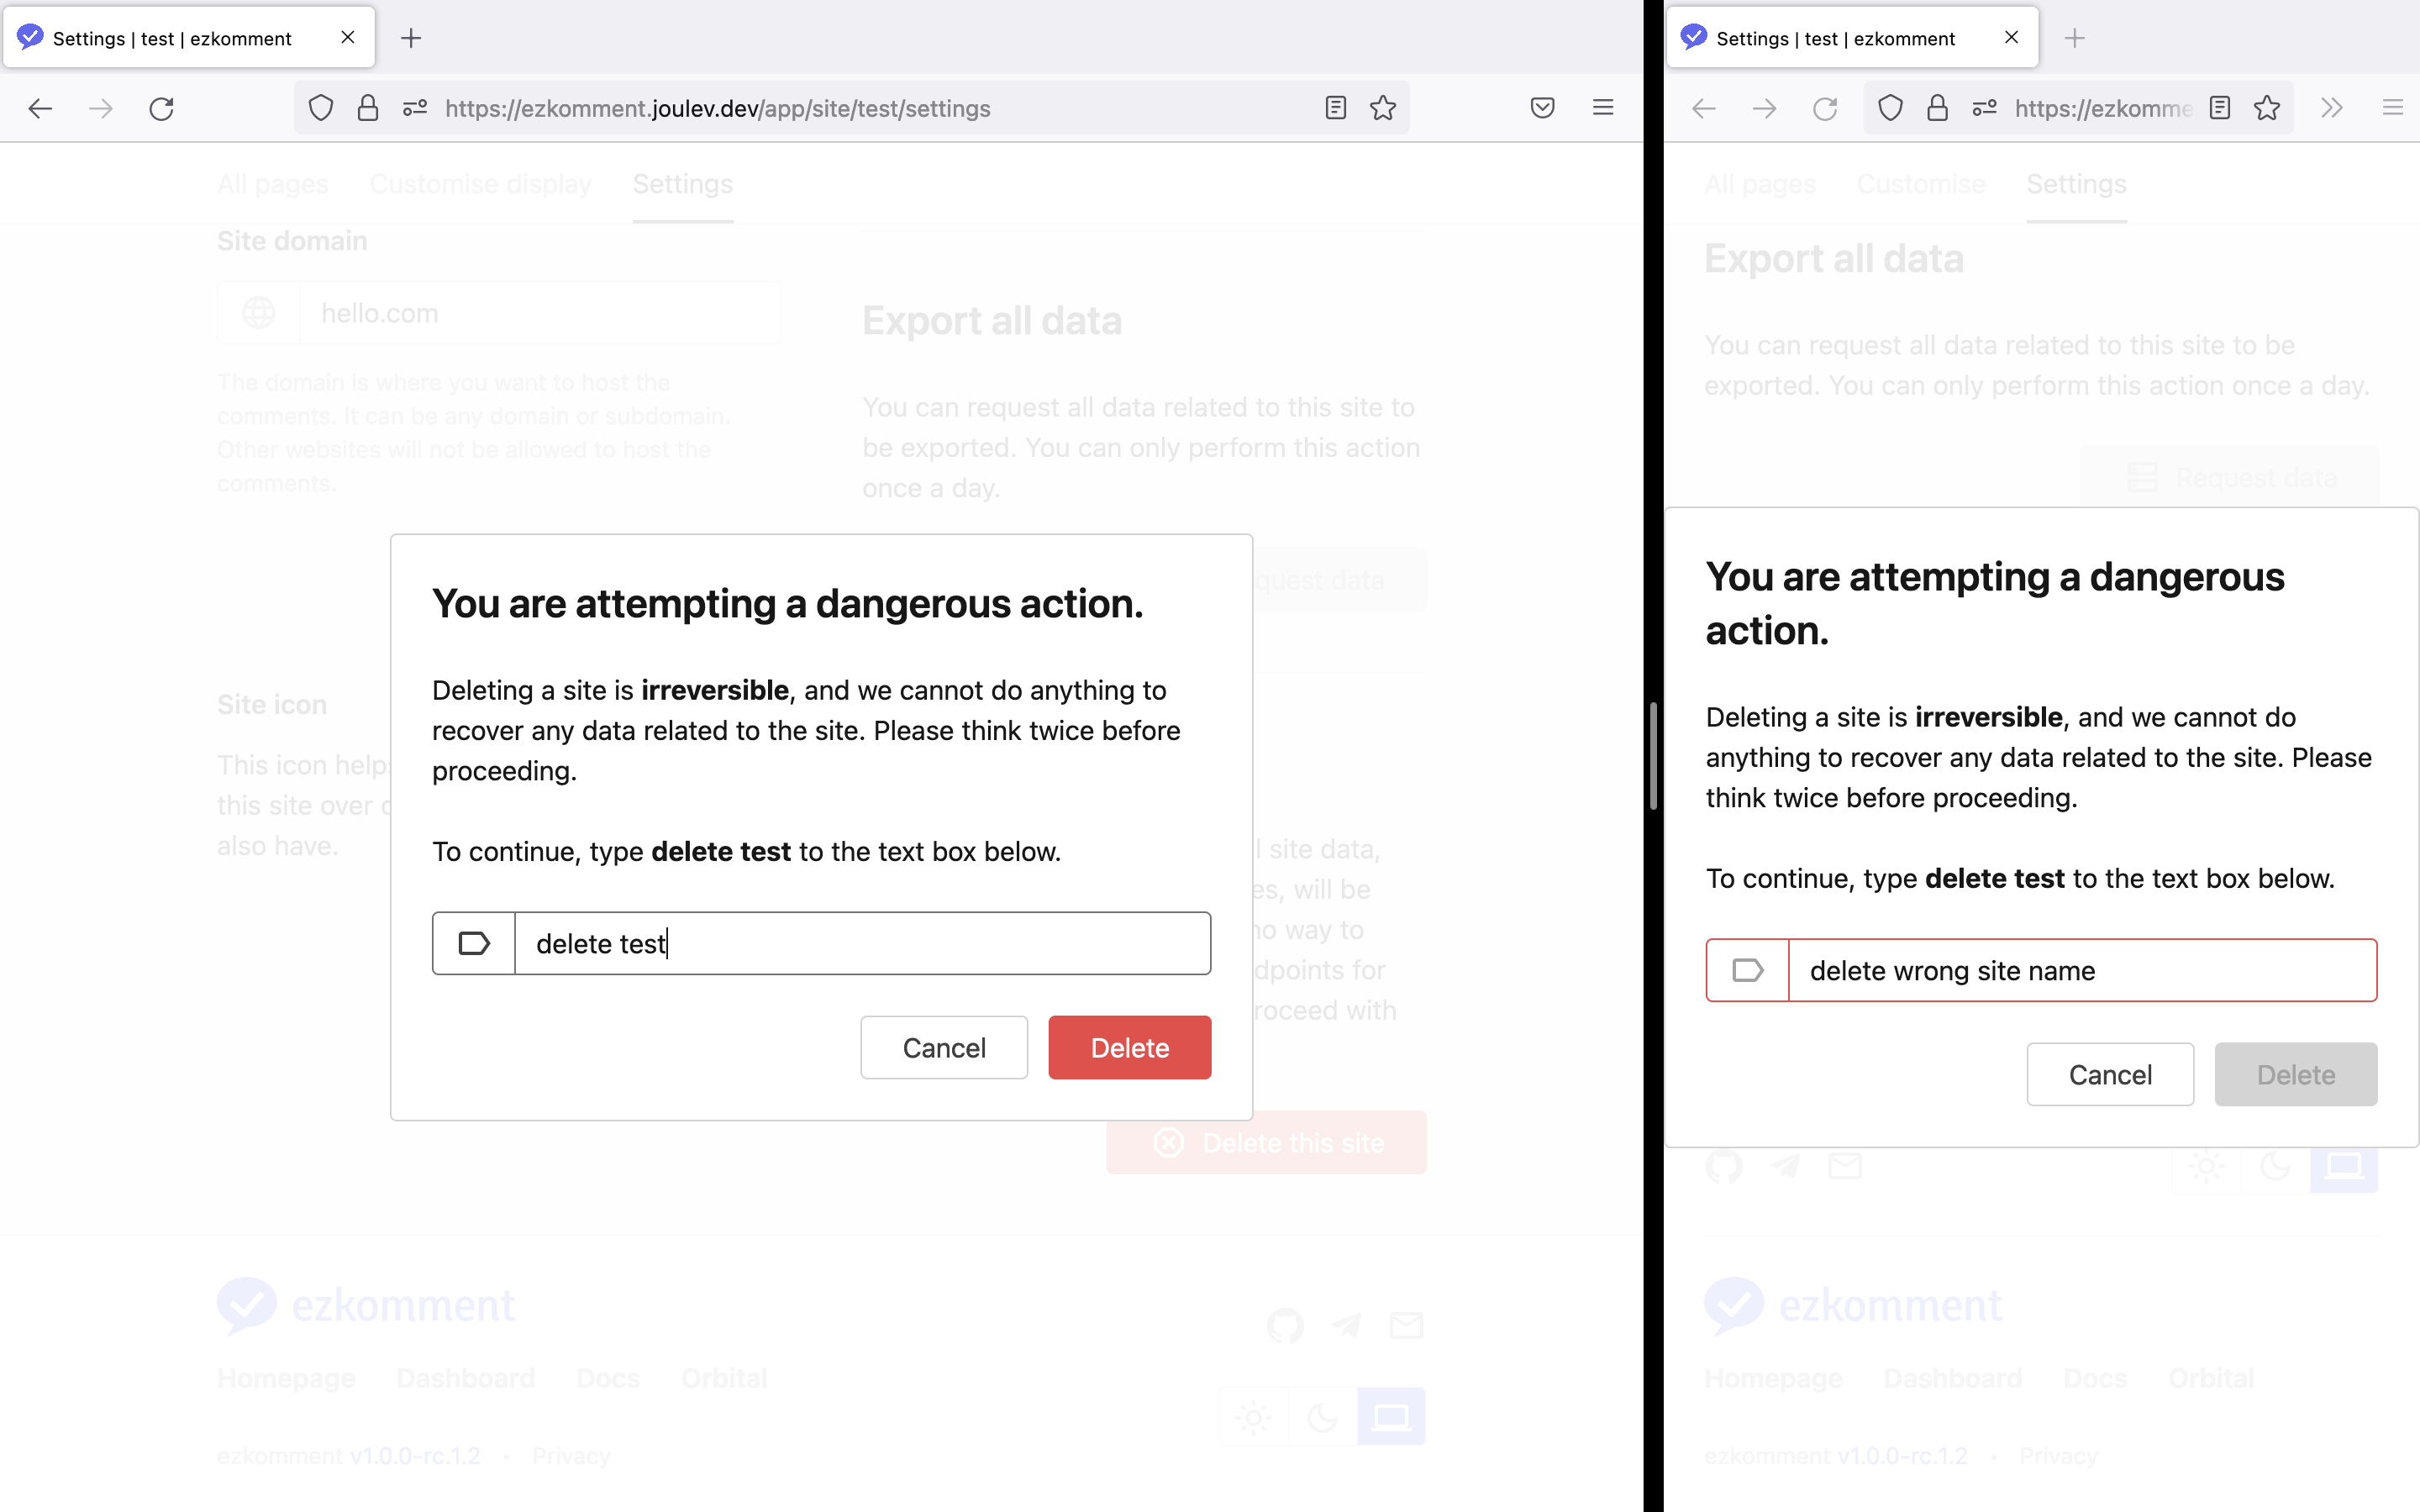 Settings | test | ezkomment
https://ezkomment.joulev.dev/app/site/test/settings
All pages
Customise display
Settings
Site domain
hello.com
The domain is where you want to host the
comments. It can be any domain or subdomain.
Other websites will not be allowed to host the
comments.
Site icon
This icon help
this site over
also have.
Export all data
You can request all data related to this site to
be exported. You can only perform this action
once a day.
quest data
l site data,
es, will be
no way to
dpoints for
roceed with
Delete this site
You are attempting a dangerous action.
Deleting a site is irreversible, and we cannot do anything to
recover any data related to the site. Please think twice before
proceeding.
To continue, type delete test to the text box below.
delete test
Cancel
Delete
ezkomment
Homepage
Dashboard
Docs
Orbital
ezkomment v1.0.0-rc.1.2 • Privacy
Settings | test | ezkomment
https://ezkomme
All pages
Customise
Settings
Export all data
You can request all data related to this site to be
exported. You can only perform this action once a day.
Request data
You are attempting a dangerous
action.
Deleting a site is irreversible, and we cannot do
anything to recover any data related to the site. Please
think twice before proceeding.
To continue, type delete test to the text box below.
delete wrong site name
Cancel
Delete
ezkomment
Homepage
Dashboard
Docs
Orbital
ezkomment v1.0.0-rc.1.2 • Privacy